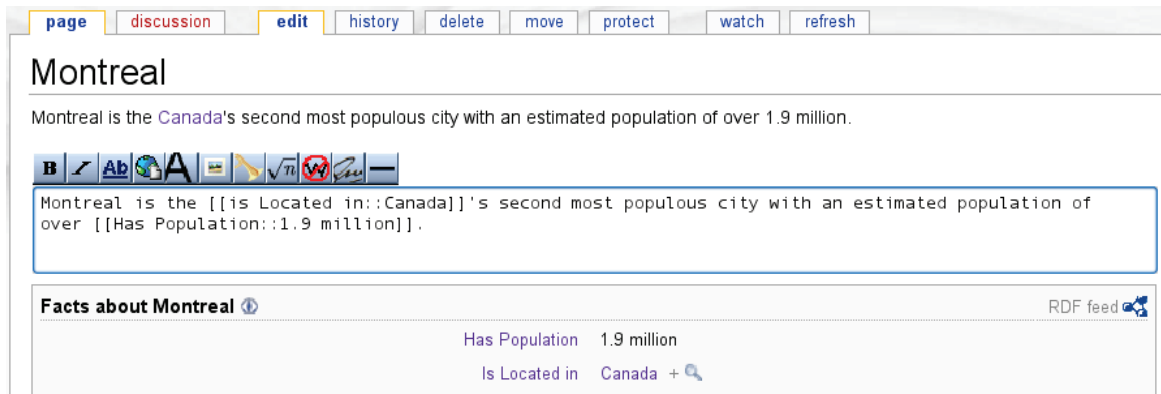 page discussion edit history delete move protect watch refresh
Montreal
Montreal is the Canada's second most populous city with an estimated population of over 1.9 million.
B I Ab A √n W
Montreal is the [[is Located in::Canada]]'s second most populous city with an estimated population of
over [[Has Population::1.9 million]].
Facts about Montreal RDF feed
Has Population 1.9 million
Is Located in Canada +